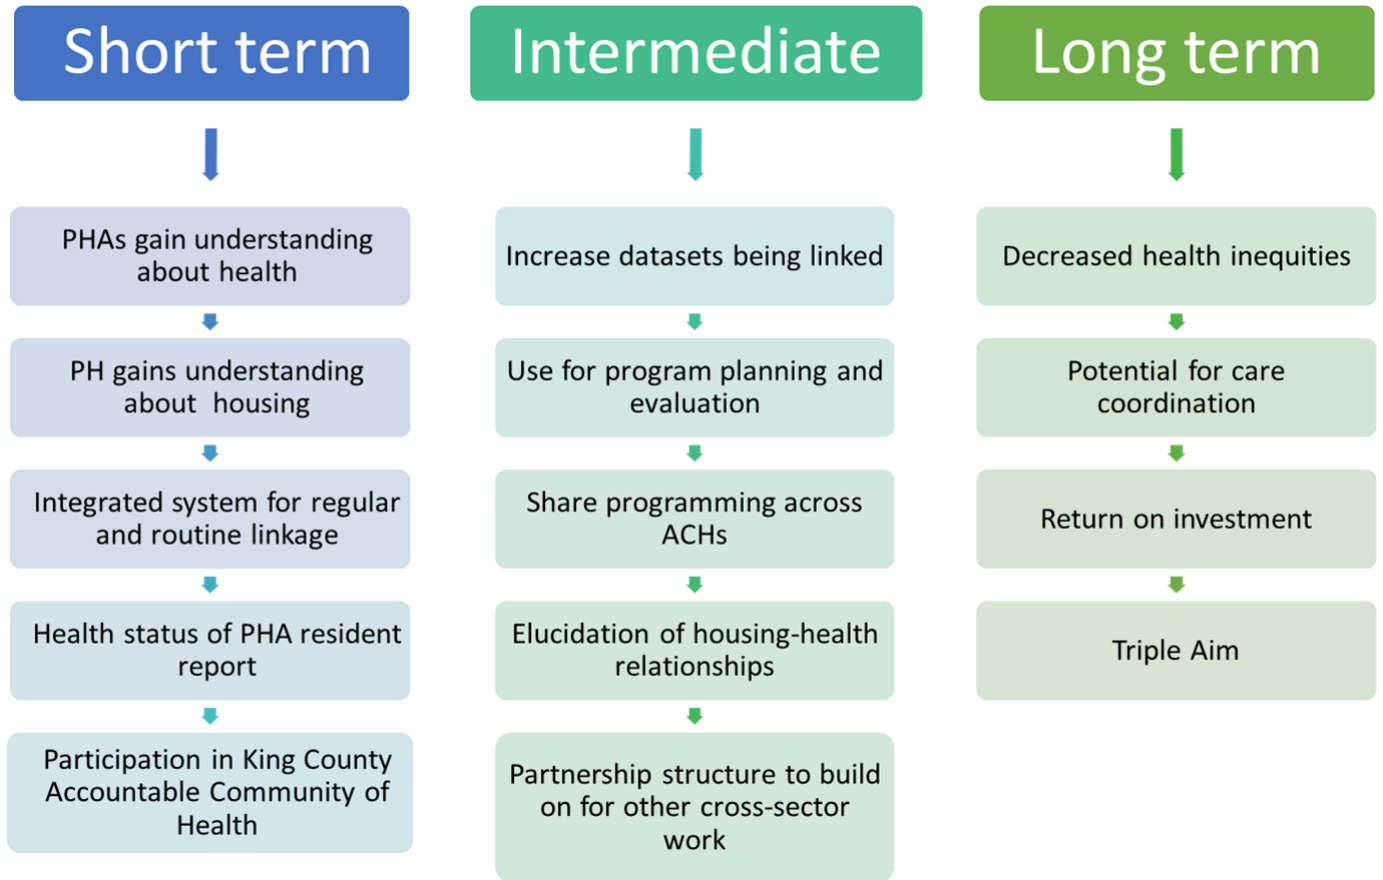 Short term
PHAs gain understanding
about health
PH gains understanding
about housing
Integrated system for regular
and routine linkage
Health status of PHA resident
report
Participation in King County
Accountable Community of
Health
Intermediate
Increase datasets being linked
Use for program planning and
evaluation
Share programming across
ACHs
Elucidation of housing-health
relationships
Partnership structure to build
on for other cross-sector
work
Long term
Decreased health inequities
Potential for care
coordination
Return on investment
Triple Aim